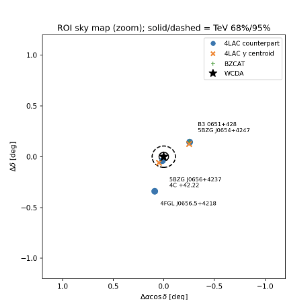 ROI sky map (zoom); solid/dashed = TeV 68%/95%
4LAC counterpart
4LAC γ centroid
BZCAT
WCDA
B3 0651+428
5BZG J0654+4247
5BZG J0656+4237
4C +42.22
4FGL J0656.5+4218
Δδ [deg]
1.0
0.5
0.0
−0.5
−1.0
1.0
0.5
0.0
−0.5
−1.0
Δαcos δ [deg]